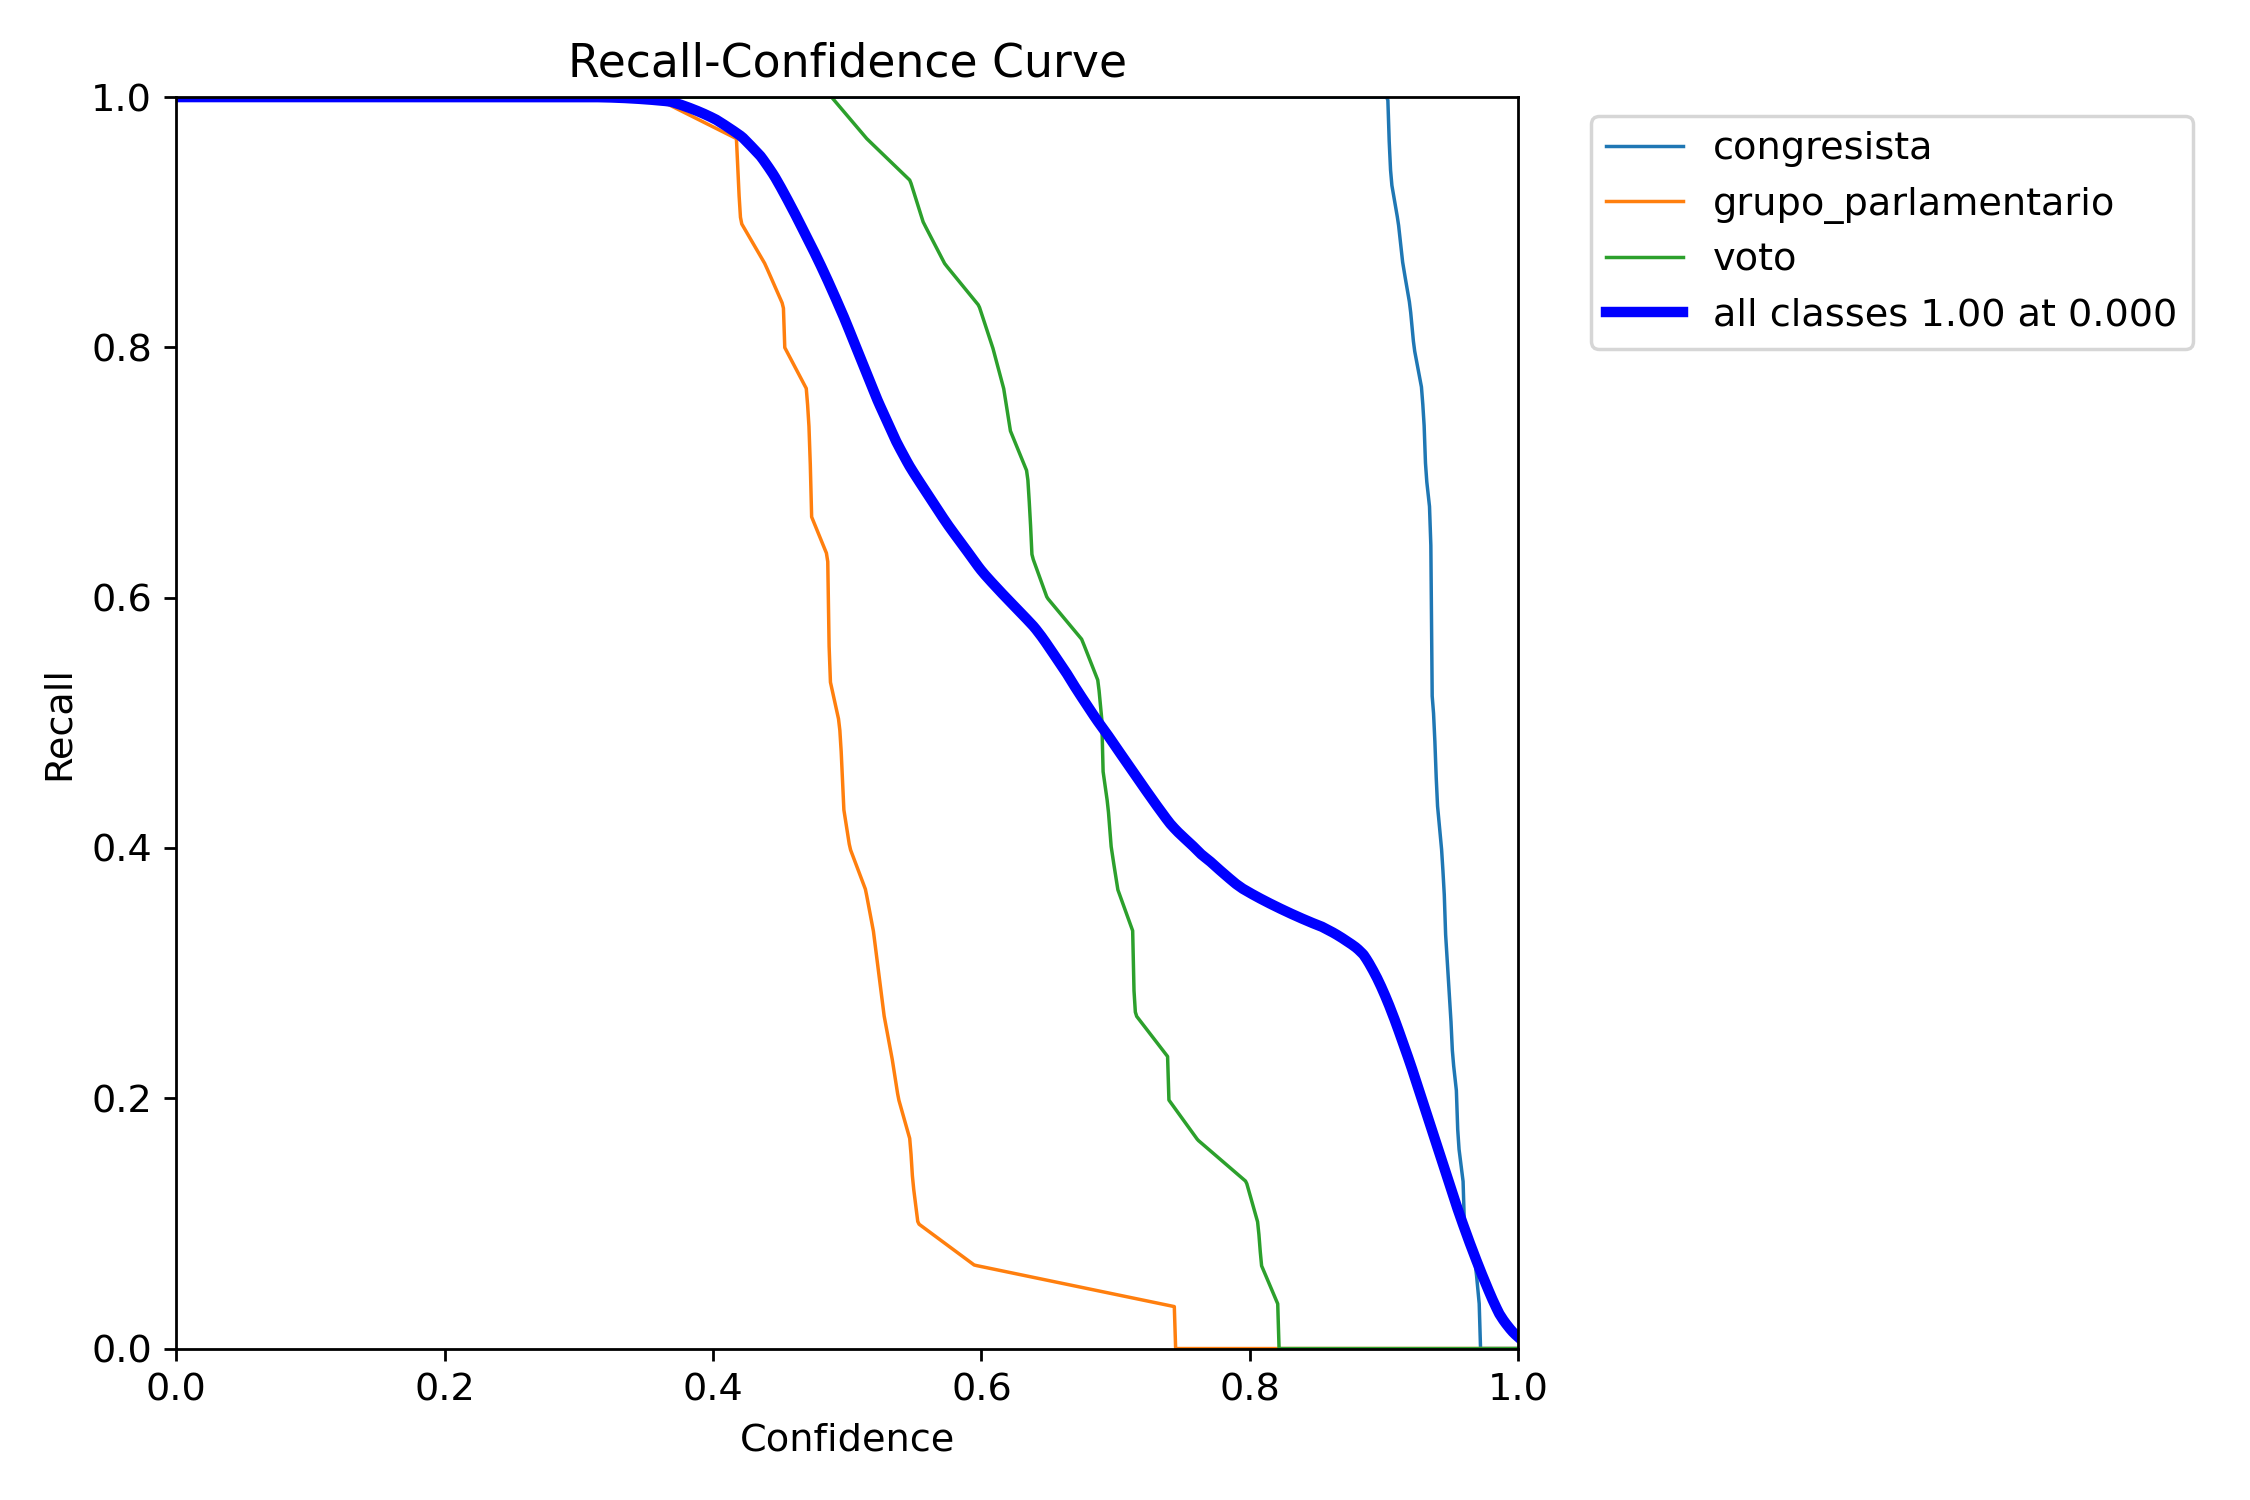 Recall-Confidence Curve
1.0
0.8
0.6
0.4
0.2
0.0
Recall
0.0 0.2 0.4 0.6 0.8 1.0
Confidence
congresista
grupo_parlamentario
voto
all classes 1.00 at 0.000